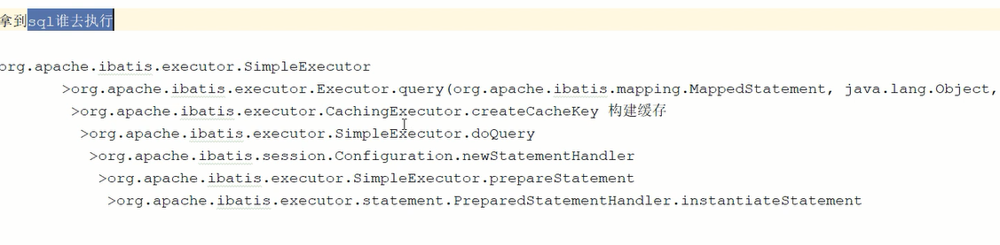 拿到sql谁去执行
org.apache.ibatis.executor.SimpleExecutor
>org.apache.ibatis.executor.Executor.query(org.apache.ibatis.mapping.MappedStatement, java.lang.Object,
>org.apache.ibatis.executor.CachingExecutor.createCacheKey 构建缓存
>org.apache.ibatis.executor.SimpleExecutor.doQuery
>org.apache.ibatis.session.Configuration.newStatementHandler
>org.apache.ibatis.executor.SimpleExecutor.prepareStatement
>org.apache.ibatis.executor.statement.PreparedStatementHandler.instantiateStatement